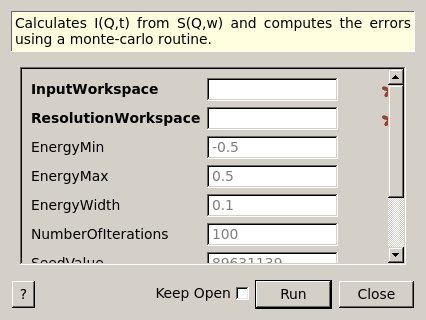 Calculates I(Q,t) from S(Q,w) and computes the errors
using a monte-carlo routine.
InputWorkspace
ResolutionWorkspace
EnergyMin -0.5
EnergyMax 0.5
EnergyWidth 0.1
NumberOfIterations 100
SeedValue 89631139
? Keep Open Run Close